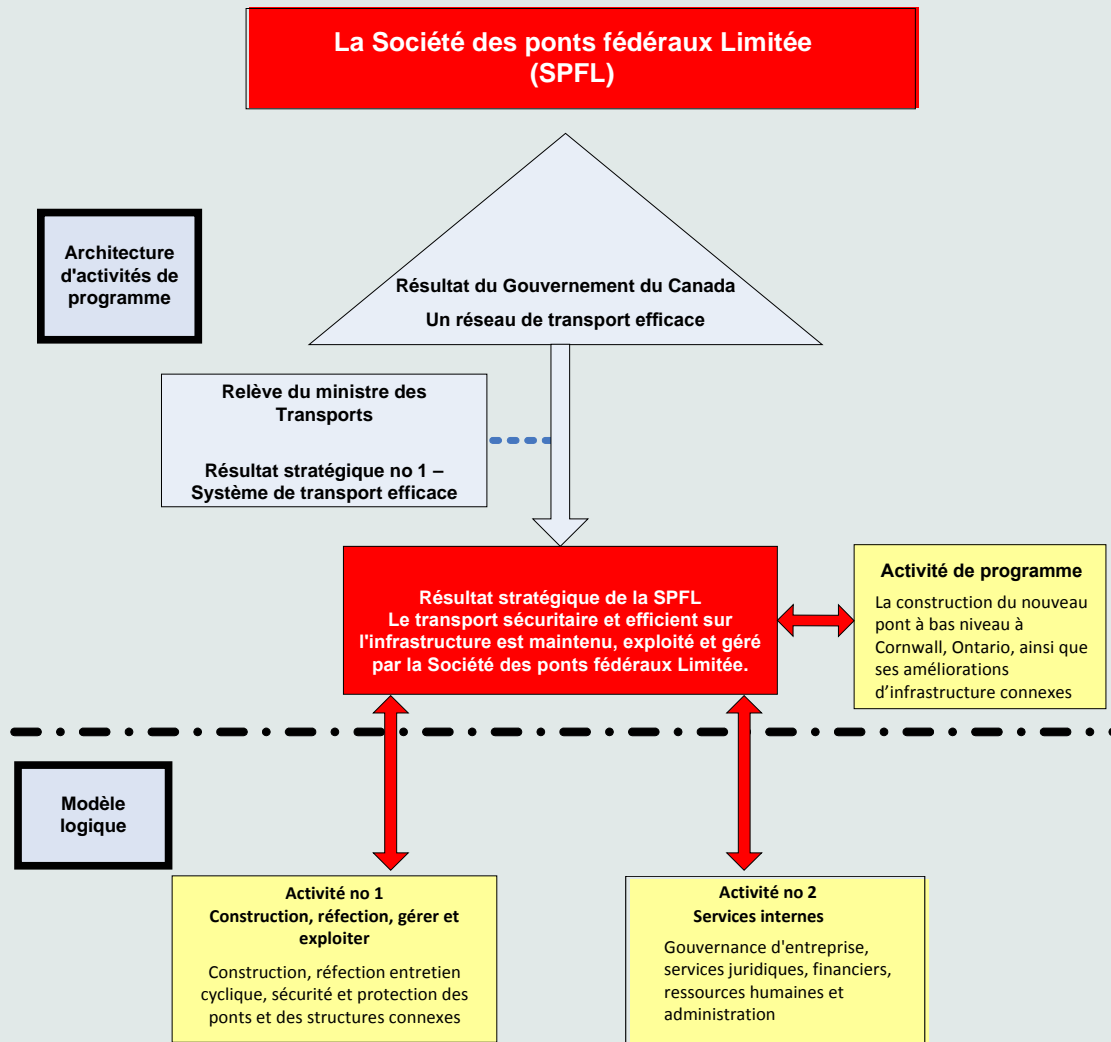 La Société des ponts fédéraux Limitée
(SPFL)
Architecture
d'activités de
programme
Résultat du Gouvernement du Canada
Un réseau de transport efficace
Relève du ministre des
Transports
Résultat stratégique no 1 –
Système de transport efficace
Résultat stratégique de la SPFL
Le transport sécuritaire et efficient sur
l'infrastructure est maintenu, exploité et géré
par la Société des ponts fédéraux Limitée.
Activité de programme
La construction du nouveau
pont à bas niveau à
Cornwall, Ontario, ainsi que
ses améliorations
d’infrastructure connexes
Modèle
logique
Activité no 1
Construction, réfection, gérer et
exploiter
Construction, réfection entretien
cyclique, sécurité et protection des
ponts et des structures connexes
Activité no 2
Services internes
Gouvernance d'entreprise,
services juridiques, financiers,
ressources humaines et
administration